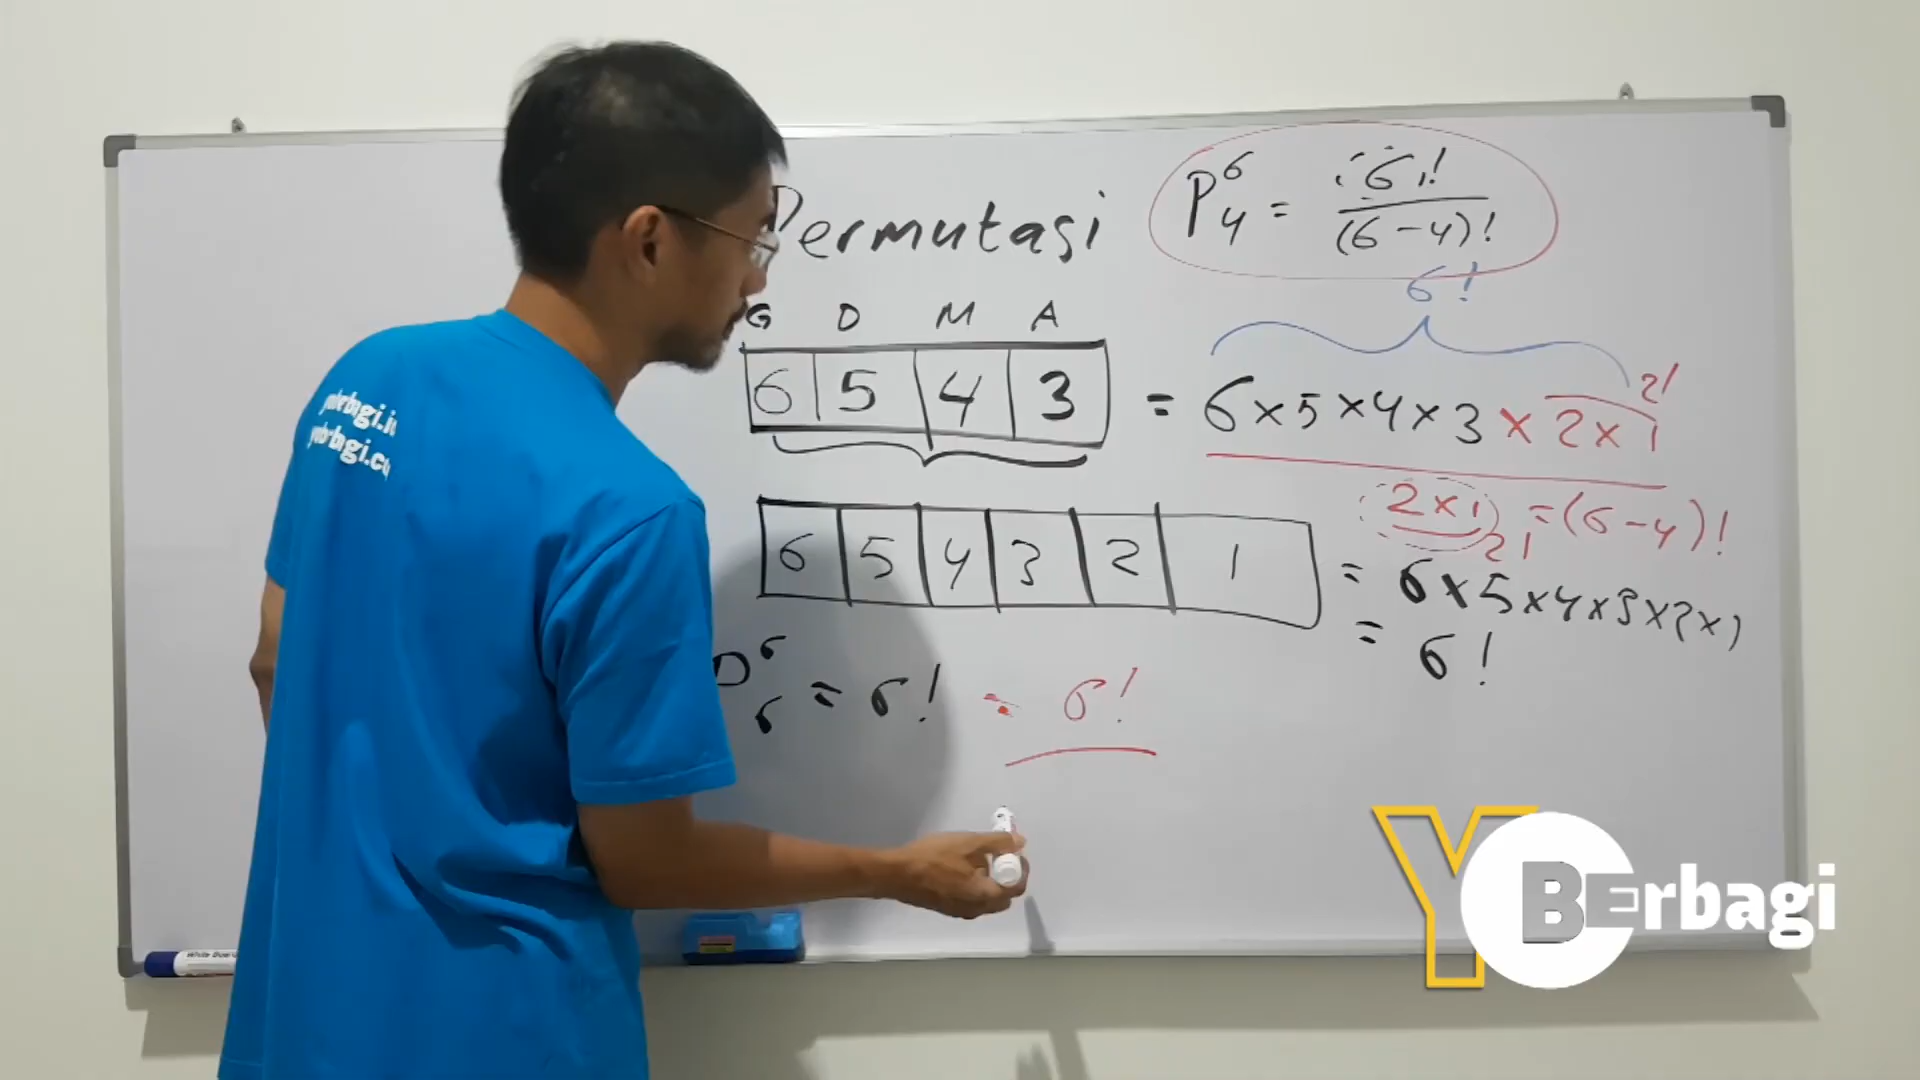 Permutasi
P⁶₄ = 6! / (6-4)!
6!
G D M A
6 5 4 3 = 6×5×4×3×2×1
2!
2×1 = (6-4)!
2!
6 5 4 3 2 1 = 6×5×4×3×2×1
= 6!
P⁶₆ = 6! = 6!
YBerbagi